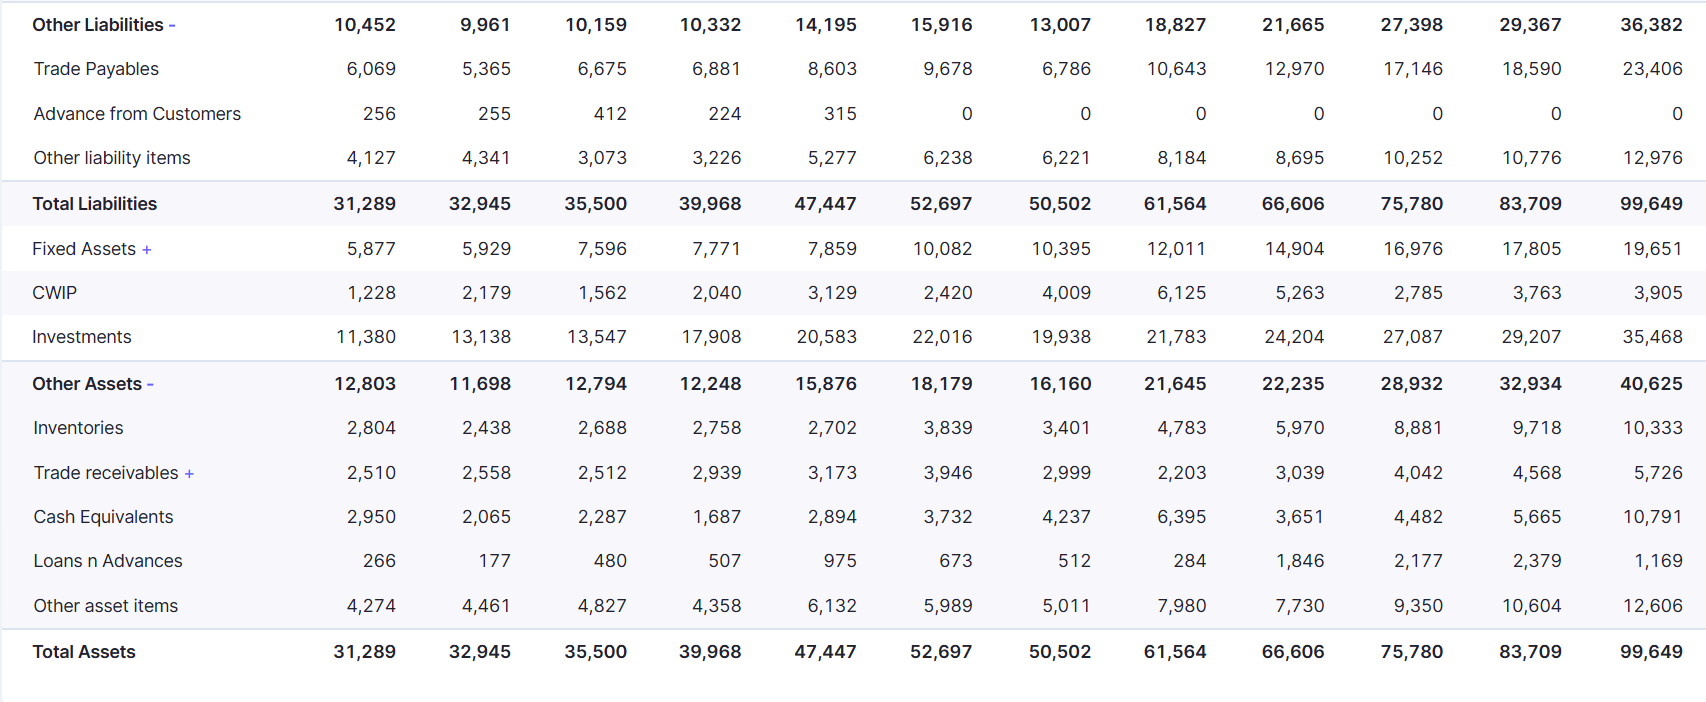 Other Liabilities - 10,452 9,961 10,159 10,332 14,195 15,916 13,007 18,827 21,665 27,398 29,367 36,382
Trade Payables 6,069 5,365 6,675 6,881 8,603 9,678 6,786 10,643 12,970 17,146 18,590 23,406
Advance from Customers 256 255 412 224 315 0 0 0 0 0 0 0
Other liability items 4,127 4,341 3,073 3,226 5,277 6,238 6,221 8,184 8,695 10,252 10,776 12,976
Total Liabilities 31,289 32,945 35,500 39,968 47,447 52,697 50,502 61,564 66,606 75,780 83,709 99,649
Fixed Assets + 5,877 5,929 7,596 7,771 7,859 10,082 10,395 12,011 14,904 16,976 17,805 19,651
CWIP 1,228 2,179 1,562 2,040 3,129 2,420 4,009 6,125 5,263 2,785 3,763 3,905
Investments 11,380 13,138 13,547 17,908 20,583 22,016 19,938 21,783 24,204 27,087 29,207 35,468
Other Assets - 12,803 11,698 12,794 12,248 15,876 18,179 16,160 21,645 22,235 28,932 32,934 40,625
Inventories 2,804 2,438 2,688 2,758 2,702 3,839 3,401 4,783 5,970 8,881 9,718 10,333
Trade receivables + 2,510 2,558 2,512 2,939 3,173 3,946 2,999 2,203 3,039 4,042 4,568 5,726
Cash Equivalents 2,950 2,065 2,287 1,687 2,894 3,732 4,237 6,395 3,651 4,482 5,665 10,791
Loans n Advances 266 177 480 507 975 673 512 284 1,846 2,177 2,379 1,169
Other asset items 4,274 4,461 4,827 4,358 6,132 5,989 5,011 7,980 7,730 9,350 10,604 12,606
Total Assets 31,289 32,945 35,500 39,968 47,447 52,697 50,502 61,564 66,606 75,780 83,709 99,649